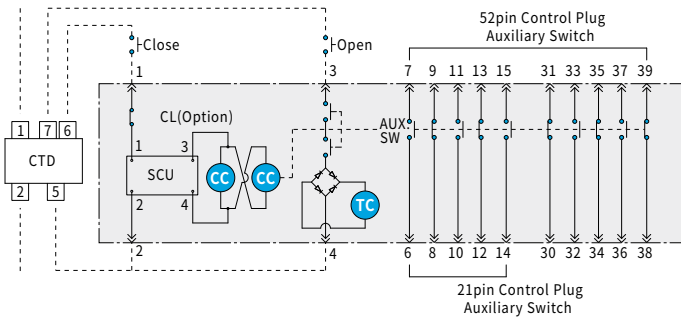 52pin Control Plug
Auxiliary Switch
Close
Open
1
3
7
9
11
13
15
31
33
35
37
39
CL(Option)
AUX.
SW
1
7
6
CTD
2
5
1
3
SCU
2
4
CC
CC
TC
2
4
6
8
10
12
14
30
32
34
36
38
21pin Control Plug
Auxiliary Switch